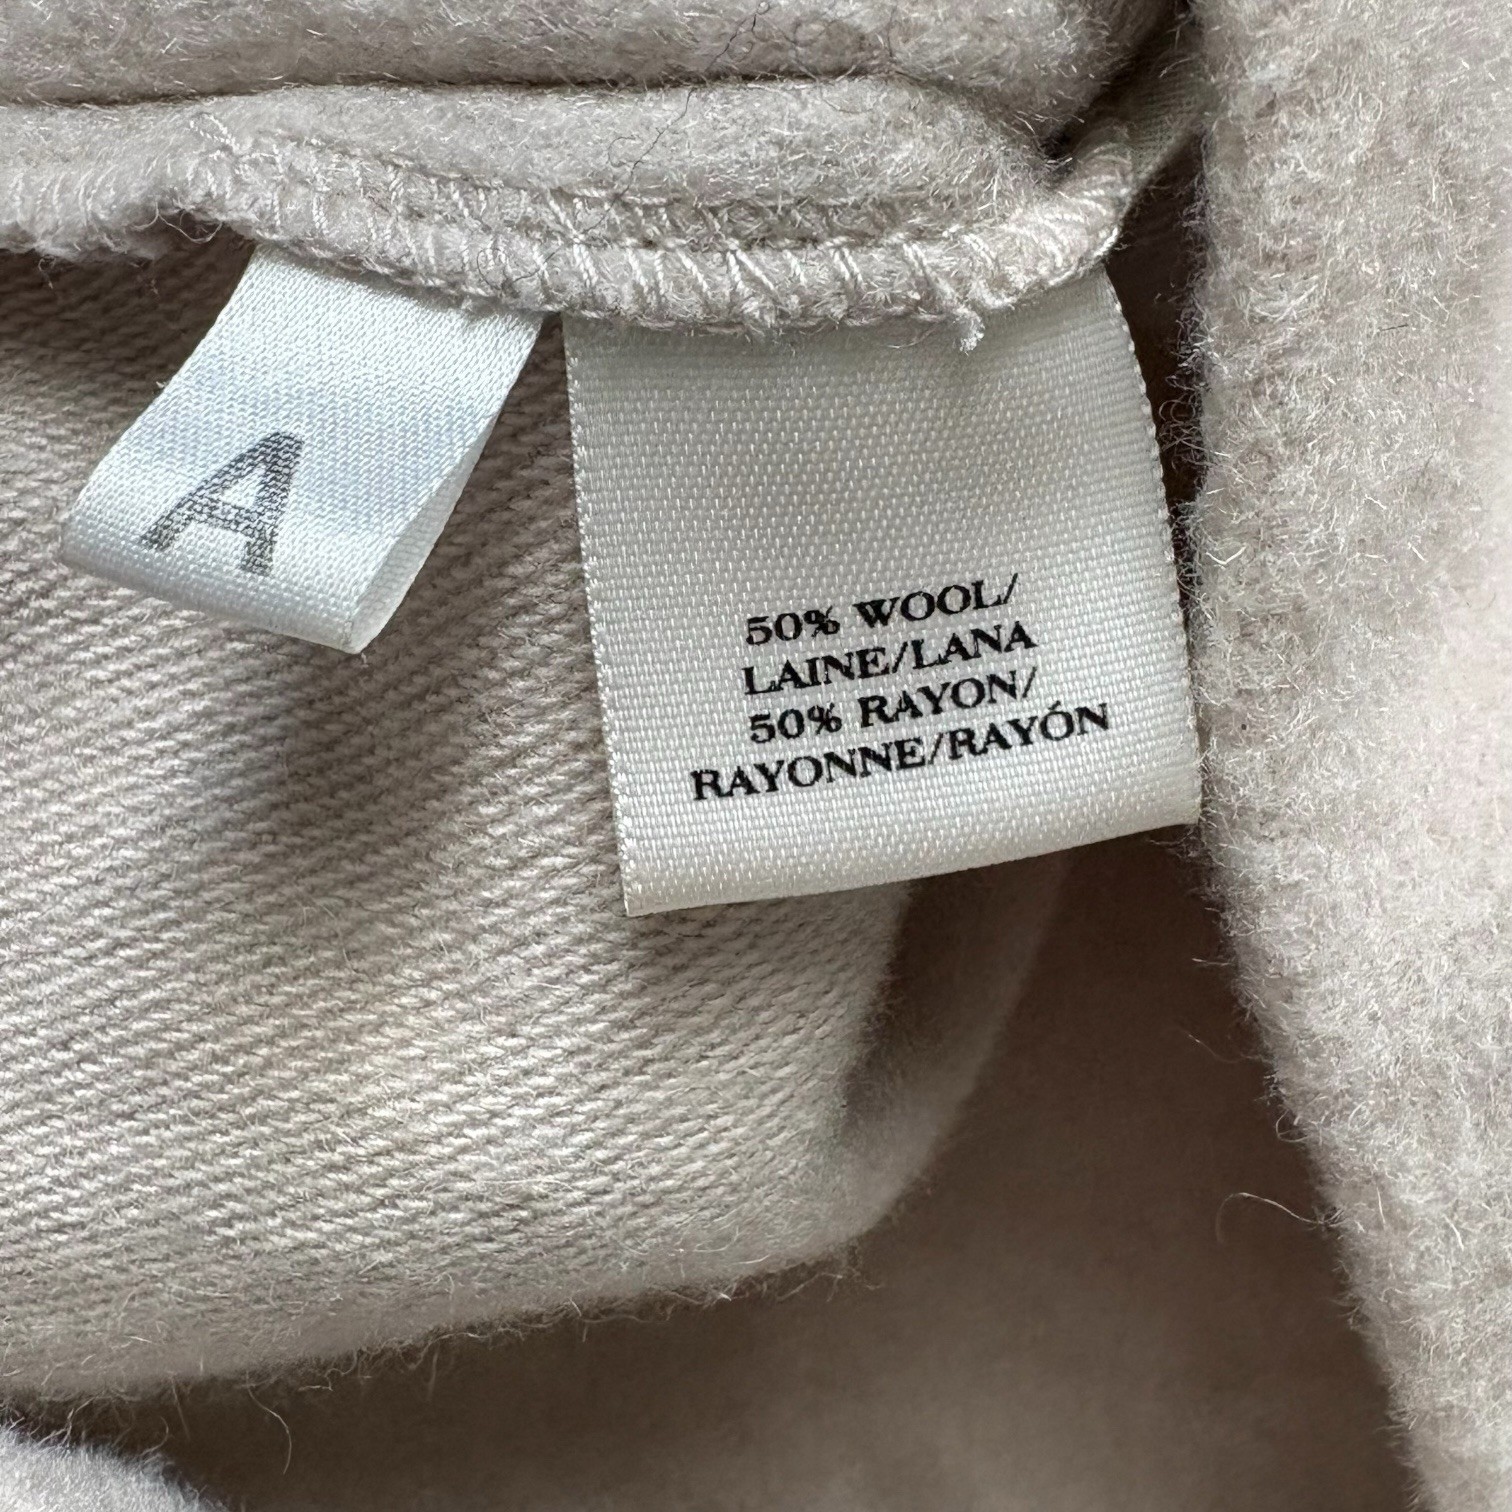 A
50% WOOL/
LAINE/LANA
50% RAYON/
RAYONNE/RAYÓN